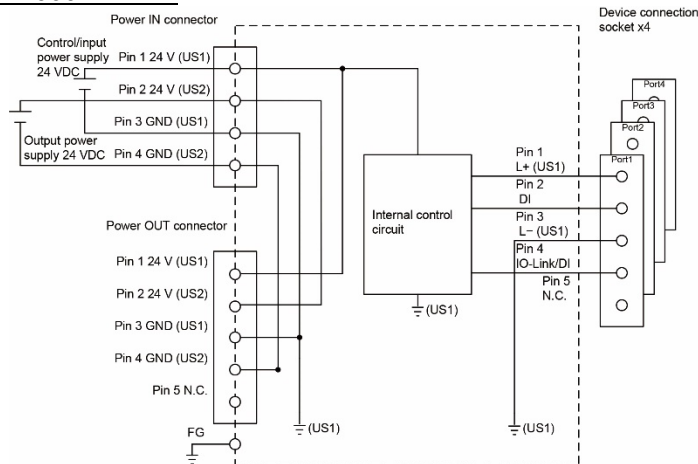 Power IN connector
Device connection
socket x4
Control/input
power supply
24 VDC
Pin 1 24 V (US1)
Pin 2 24 V (US2)
Pin 3 GND (US1)
Output power
supply 24 VDC
Pin 4 GND (US2)
Port4
Port3
Port2
Port1
Pin 1
L+ (US1)
Pin 2
DI
Pin 3
L− (US1)
Pin 4
IO-Link/DI
Pin 5
N.C.
Internal control
circuit
(US1)
Power OUT connector
Pin 1 24 V (US1)
Pin 2 24 V (US2)
Pin 3 GND (US1)
Pin 4 GND (US2)
Pin 5 N.C.
FG
(US1)
(US1)